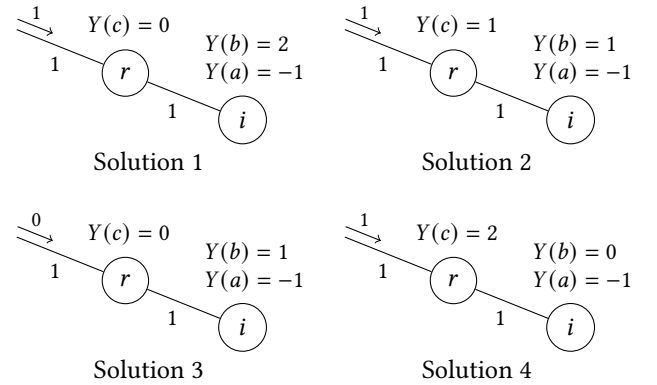 1
Y(c) = 0
1
r
Y(b) = 2
Y(a) = −1
1
i
Solution 1
1
Y(c) = 1
1
r
Y(b) = 1
Y(a) = −1
1
i
Solution 2
0
Y(c) = 0
1
r
Y(b) = 1
Y(a) = −1
1
i
Solution 3
1
Y(c) = 2
1
r
Y(b) = 0
Y(a) = −1
1
i
Solution 4